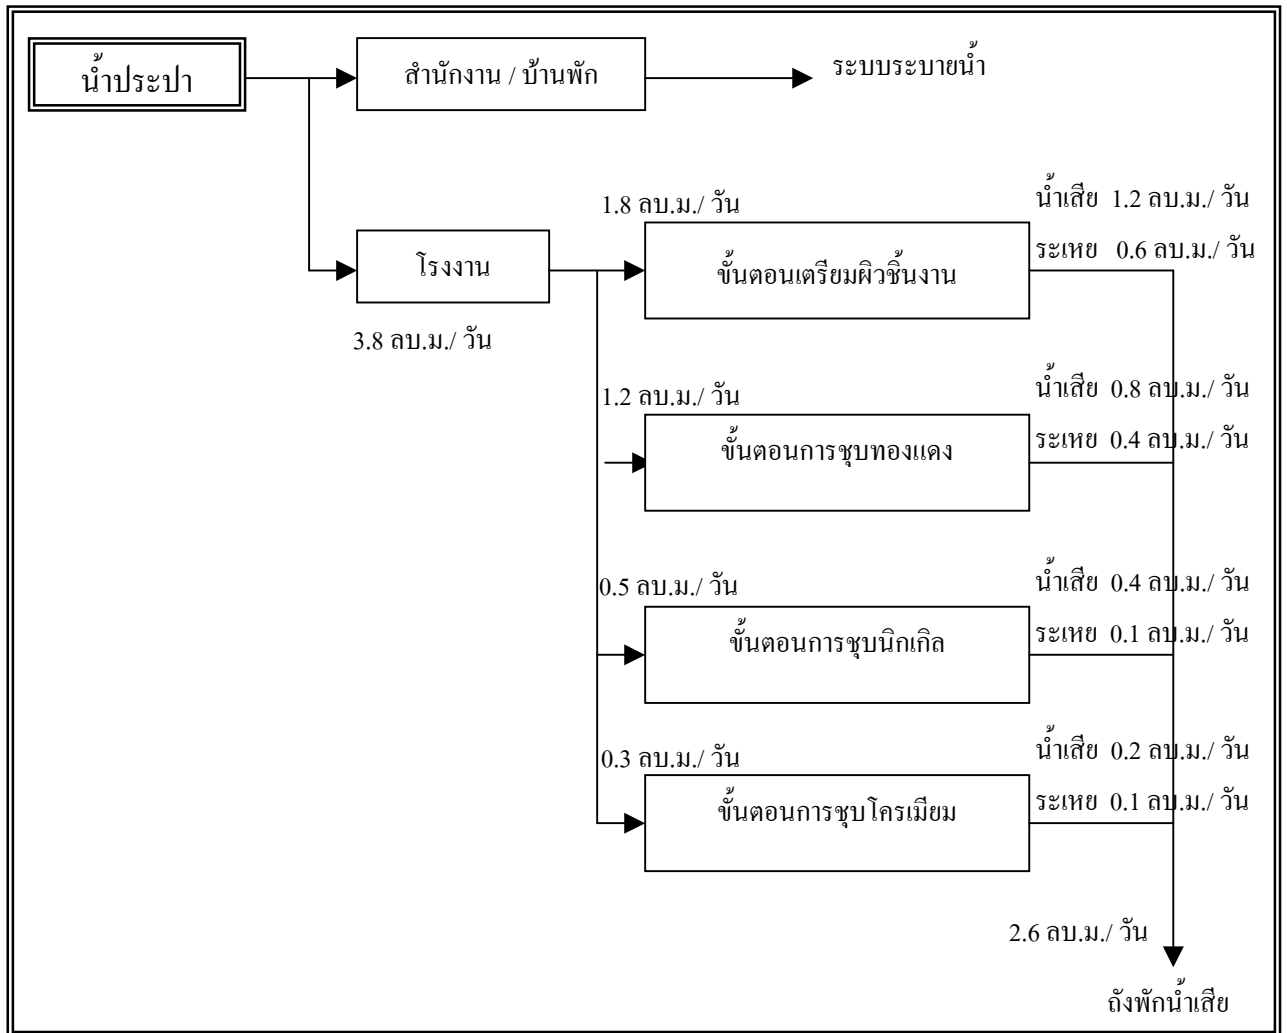 น้ำประปา
สำนักงาน / บ้านพัก
ระบบระบายน้ำ
โรงงาน
3.8 ลบ.ม./ วัน
1.8 ลบ.ม./ วัน
ขั้นตอนเตรียมผิวชิ้นงาน
น้ำเสีย 1.2 ลบ.ม./ วัน
ระเหย 0.6 ลบ.ม./ วัน
1.2 ลบ.ม./ วัน
ขั้นตอนการชุบทองแดง
น้ำเสีย 0.8 ลบ.ม./ วัน
ระเหย 0.4 ลบ.ม./ วัน
0.5 ลบ.ม./ วัน
ขั้นตอนการชุบนิกเกิล
น้ำเสีย 0.4 ลบ.ม./ วัน
ระเหย 0.1 ลบ.ม./ วัน
0.3 ลบ.ม./ วัน
ขั้นตอนการชุบโครเมียม
น้ำเสีย 0.2 ลบ.ม./ วัน
ระเหย 0.1 ลบ.ม./ วัน
2.6 ลบ.ม./ วัน
ถังพักน้ำเสีย